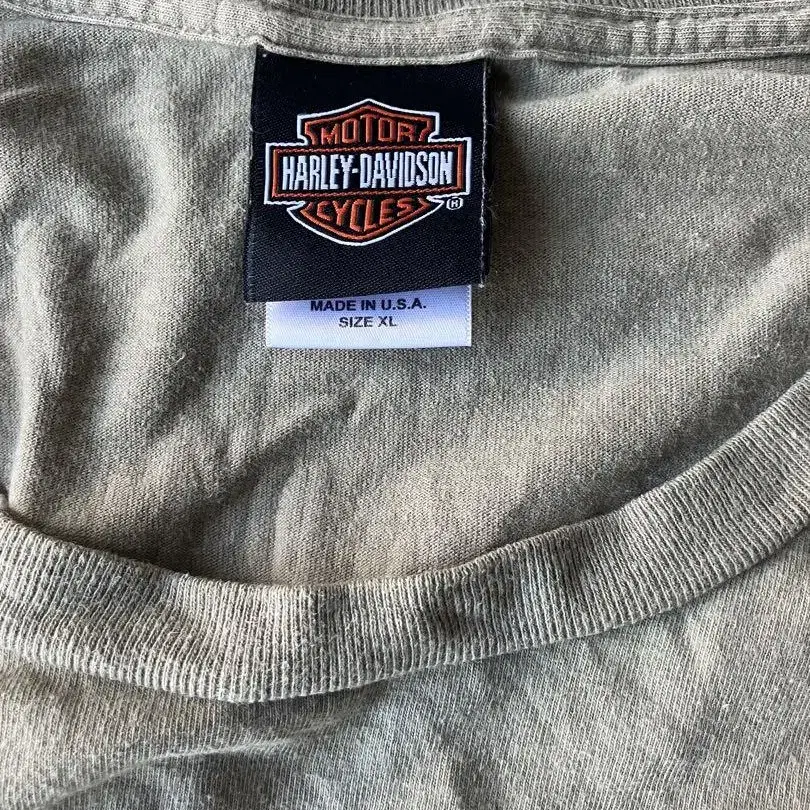 MOTOR
HARLEY-DAVIDSON
CYCLES ®
MADE IN U.S.A.
SIZE XL